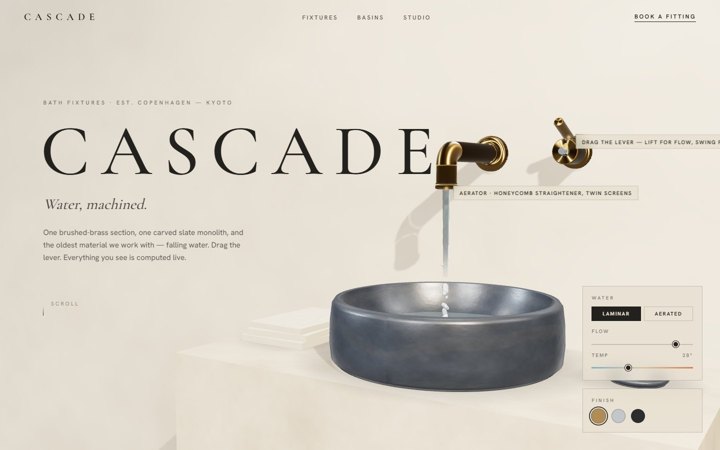 CASCADE
FIXTURES BASINS STUDIO
BOOK A FITTING
BATH FIXTURES · EST. COPENHAGEN — KYOTO
CASCADE
DRAG THE LEVER — LIFT FOR FLOW, SWING
AERATOR · HONEYCOMB STRAIGHTENER, TWIN SCREENS
Water, machined.
One brushed-brass section, one carved slate monolith, and
the oldest material we work with — falling water. Drag the
lever. Everything you see is computed live.
SCROLL
WATER
LAMINAR AERATED
FLOW
TEMP
FINISH